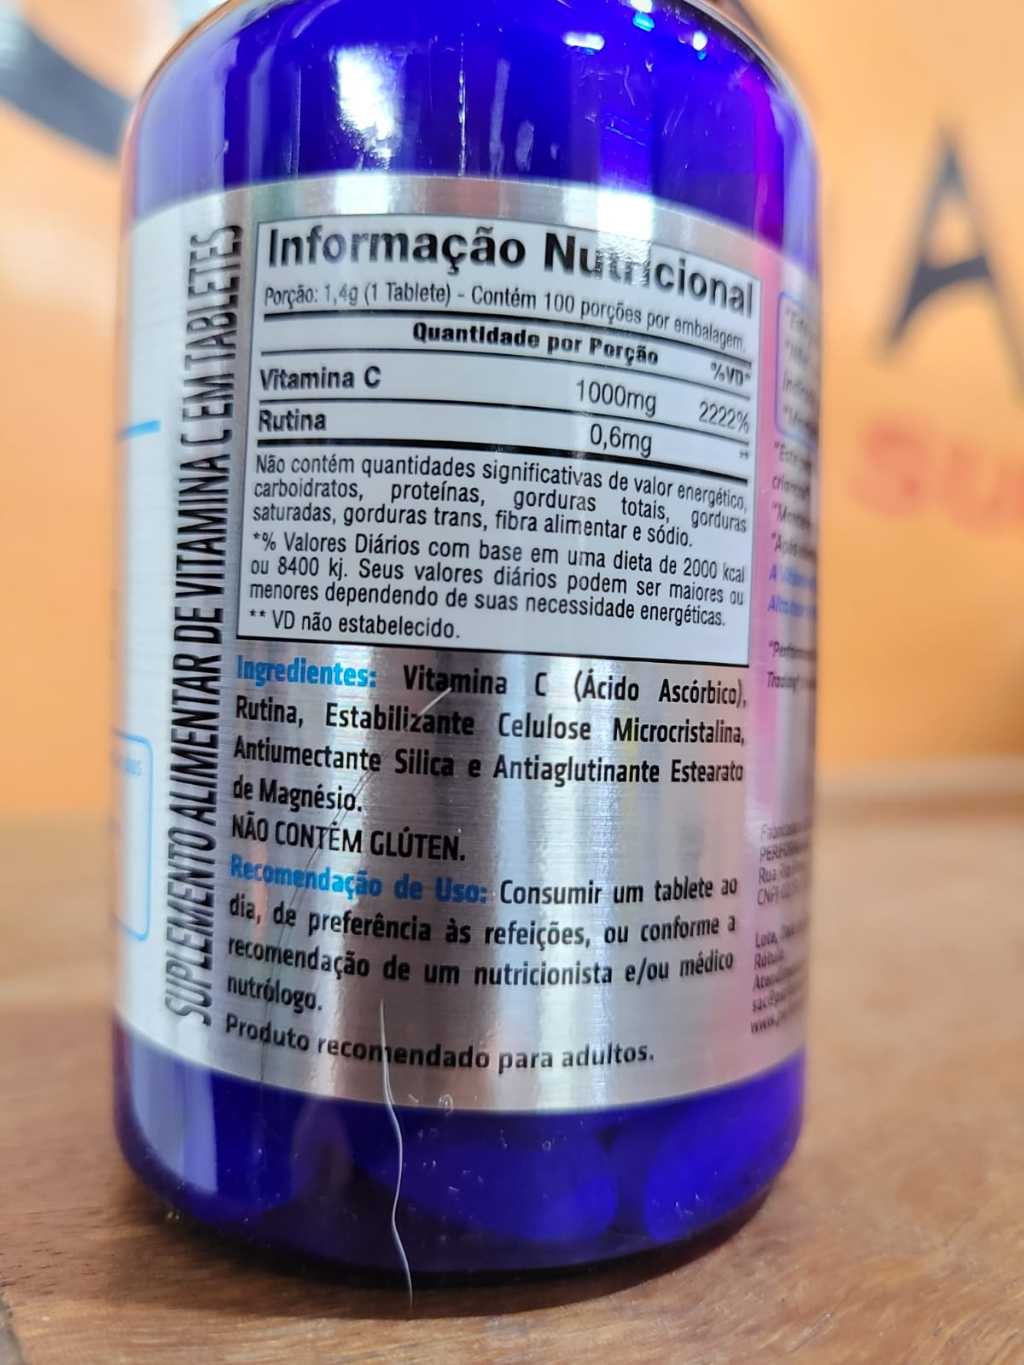 SUPLEMENTO ALIMENTAR DE VITAMINA C EM TABLETES
Informação Nutricional
Porção: 1,4g (1 Tablete) - Contém 100 porções por embalagem.
Quantidade por Porção %VD*
Vitamina C 1000mg 2222%
Rutina 0,6mg **
Não contém quantidades significativas de valor energético,
carboidratos, proteínas, gorduras totais, gorduras
saturadas, gorduras trans, fibra alimentar e sódio.
*% Valores Diários com base em uma dieta de 2000 kcal
ou 8400 kj. Seus valores diários podem ser maiores ou
menores dependendo de suas necessidade energéticas.
** VD não estabelecido.
Ingredientes: Vitamina C (Ácido Ascórbico),
Rutina, Estabilizante Celulose Microcristalina,
Antiumectante Silica e Antiaglutinante Estearato
de Magnésio.
NÃO CONTÉM GLÚTEN.
Recomendação de Uso: Consumir um tablete ao
dia, de preferência às refeições, ou conforme a
recomendação de um nutricionista e/ou médico
nutrólogo.
Produto recomendado para adultos.